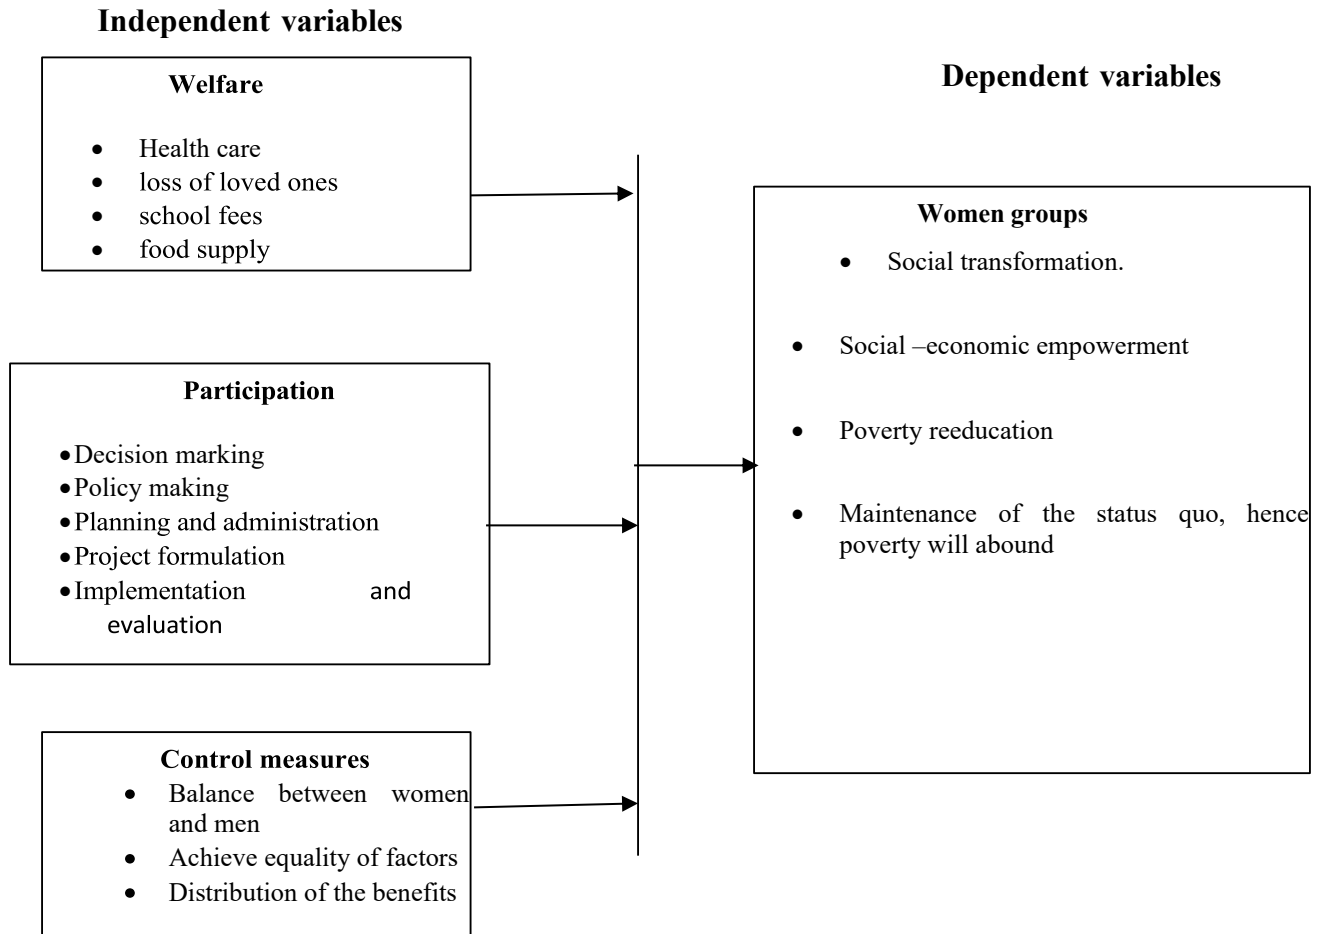 Independent variables
Welfare
• Health care
• loss of loved ones
• school fees
• food supply
Participation
• Decision marking
• Policy making
• Planning and administration
• Project formulation
• Implementation and
evaluation
Control measures
• Balance between women
and men
• Achieve equality of factors
• Distribution of the benefits
Dependent variables
Women groups
• Social transformation.
• Social –economic empowerment
• Poverty reeducation
• Maintenance of the status quo, hence
poverty will abound